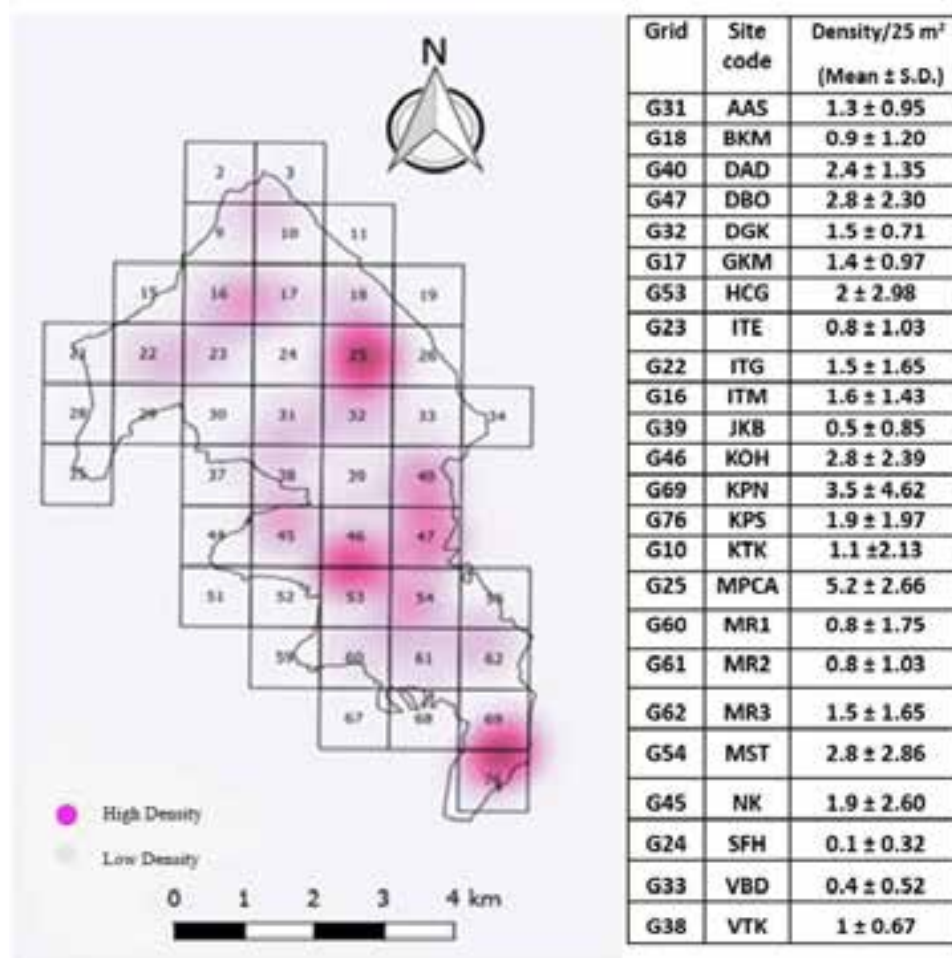 N
2 3
9 10 11
15 16 17 18 19
21 22 23 24 25 26
28 29 30 31 32 33 34
35 37 38 39 40
44 45 46 47
51 52 53 54 55
59 60 61 62
67 68 69
76
High Density
Low Density
0 1 2 3 4 km
Grid Site code Density/25 m² (Mean ± S.D.)
G31 AAS 1.3 ± 0.95
G18 BKM 0.9 ± 1.20
G40 DAD 2.4 ± 1.35
G47 DBO 2.8 ± 2.30
G32 DGK 1.5 ± 0.71
G17 GKM 1.4 ± 0.97
G53 HCG 2 ± 2.98
G23 ITE 0.8 ± 1.03
G22 ITG 1.5 ± 1.65
G16 ITM 1.6 ± 1.43
G39 JKB 0.5 ± 0.85
G46 KOH 2.8 ± 2.39
G69 KPN 3.5 ± 4.62
G76 KPS 1.9 ± 1.97
G10 KTK 1.1 ±2.13
G25 MPCA 5.2 ± 2.66
G60 MR1 0.8 ± 1.75
G61 MR2 0.8 ± 1.03
G62 MR3 1.5 ± 1.65
G54 MST 2.8 ± 2.86
G45 NK 1.9 ± 2.60
G24 SFH 0.1 ± 0.32
G33 VBD 0.4 ± 0.52
G38 VTK 1 ± 0.67